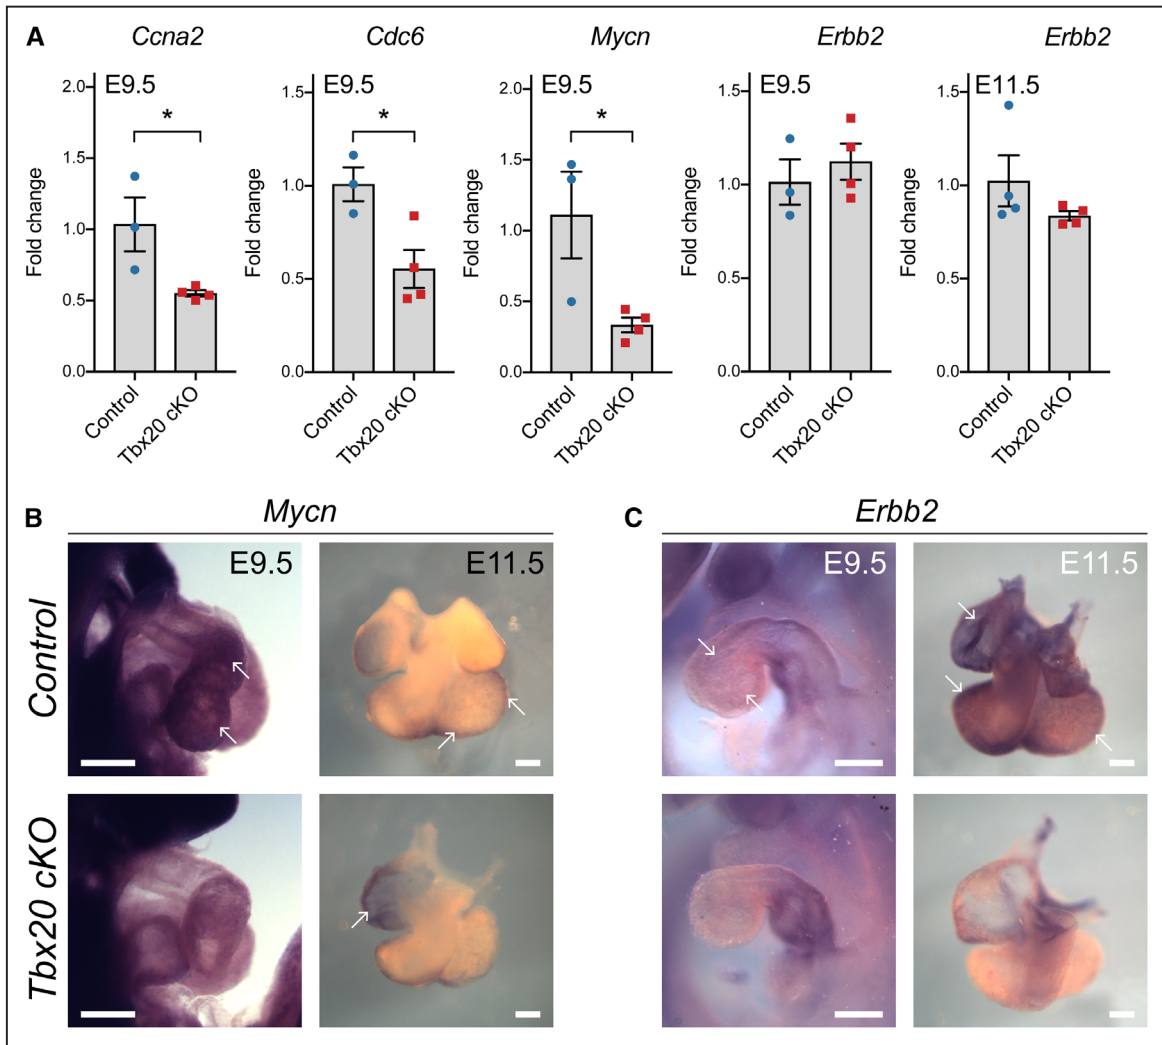 A
Ccna2
Cdc6
Mycn
Erbb2
Erbb2
E9.5
*
Fold change
2.0
1.5
1.0
0.5
0.0
Control
Tbx20 cKO
E9.5
*
Fold change
1.5
1.0
0.5
0.0
Control
Tbx20 cKO
E9.5
*
Fold change
2.0
1.5
1.0
0.5
0.0
Control
Tbx20 cKO
E9.5
Fold change
1.5
1.0
0.5
0.0
Control
Tbx20 cKO
E11.5
Fold change
1.5
1.0
0.5
0.0
Control
Tbx20 cKO
B
Mycn
E9.5
E11.5
Control
Tbx20 cKO
C
Erbb2
E9.5
E11.5